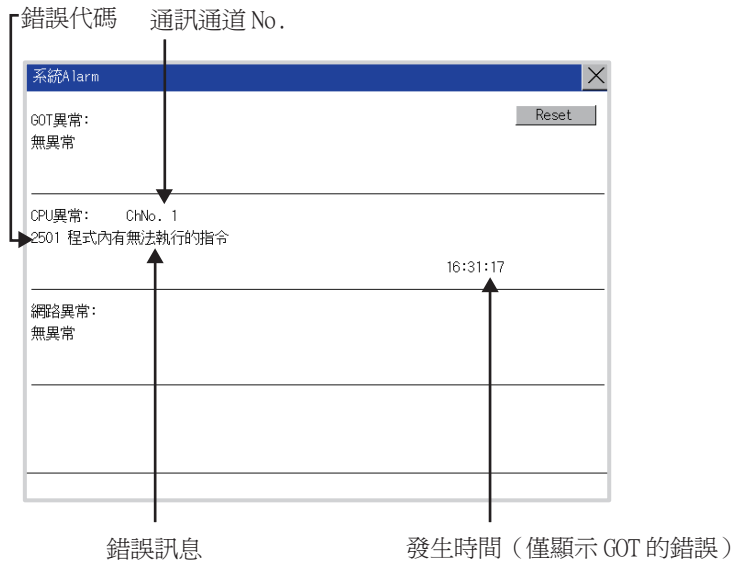 錯誤代碼 通訊通道 No.
系統Alarm
Reset
GOT異常:
無異常
CPU異常: ChNo. 1
2501 程式內有無法執行的指令
16:31:17
網路異常:
無異常
錯誤訊息 發生時間（僅顯示 GOT 的錯誤）